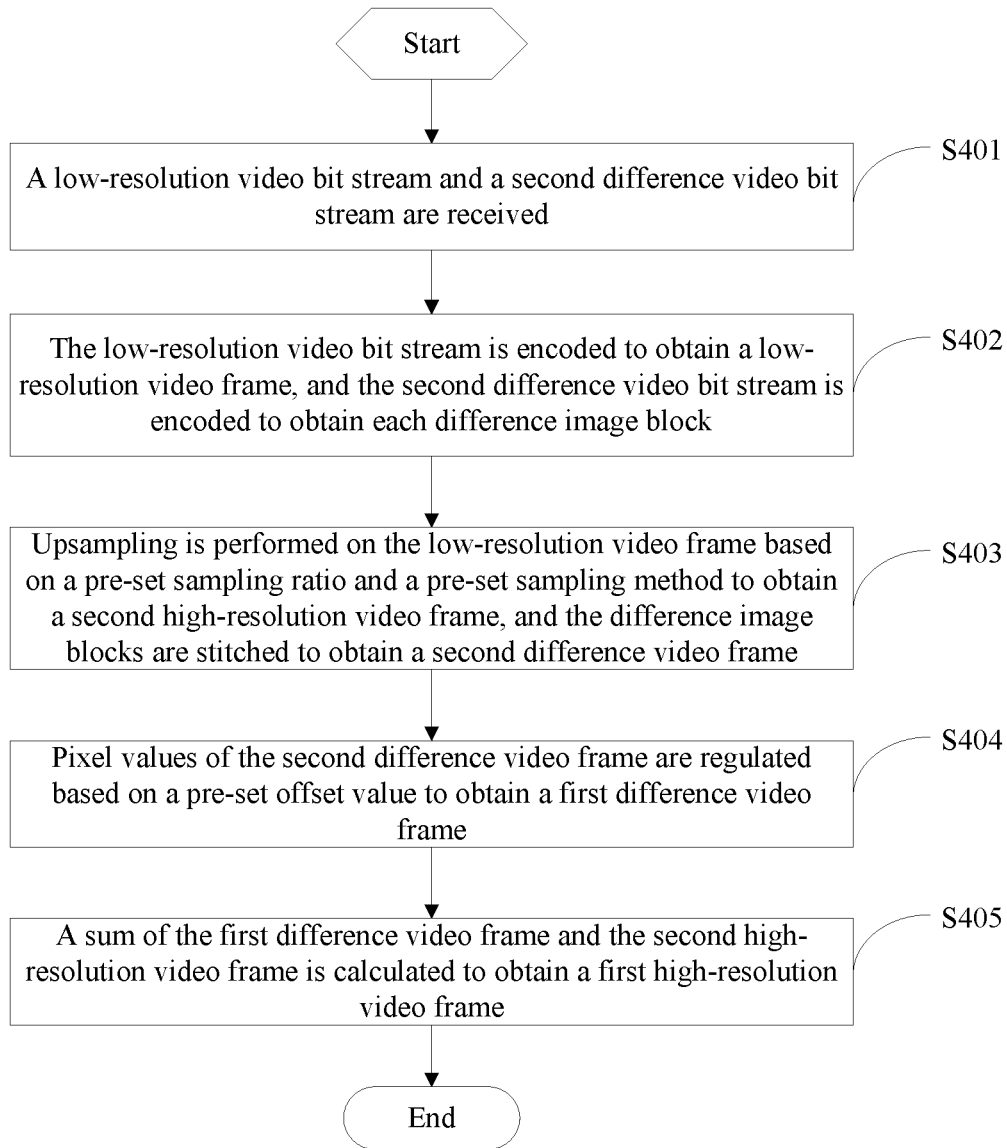 Start
A low-resolution video bit stream and a second difference video bit
stream are received
S401
The low-resolution video bit stream is encoded to obtain a low-
resolution video frame, and the second difference video bit stream is
encoded to obtain each difference image block
S402
Upsampling is performed on the low-resolution video frame based
on a pre-set sampling ratio and a pre-set sampling method to obtain
a second high-resolution video frame, and the difference image
blocks are stitched to obtain a second difference video frame
S403
Pixel values of the second difference video frame are regulated
based on a pre-set offset value to obtain a first difference video
frame
S404
A sum of the first difference video frame and the second high-
resolution video frame is calculated to obtain a first high-resolution
video frame
S405
End